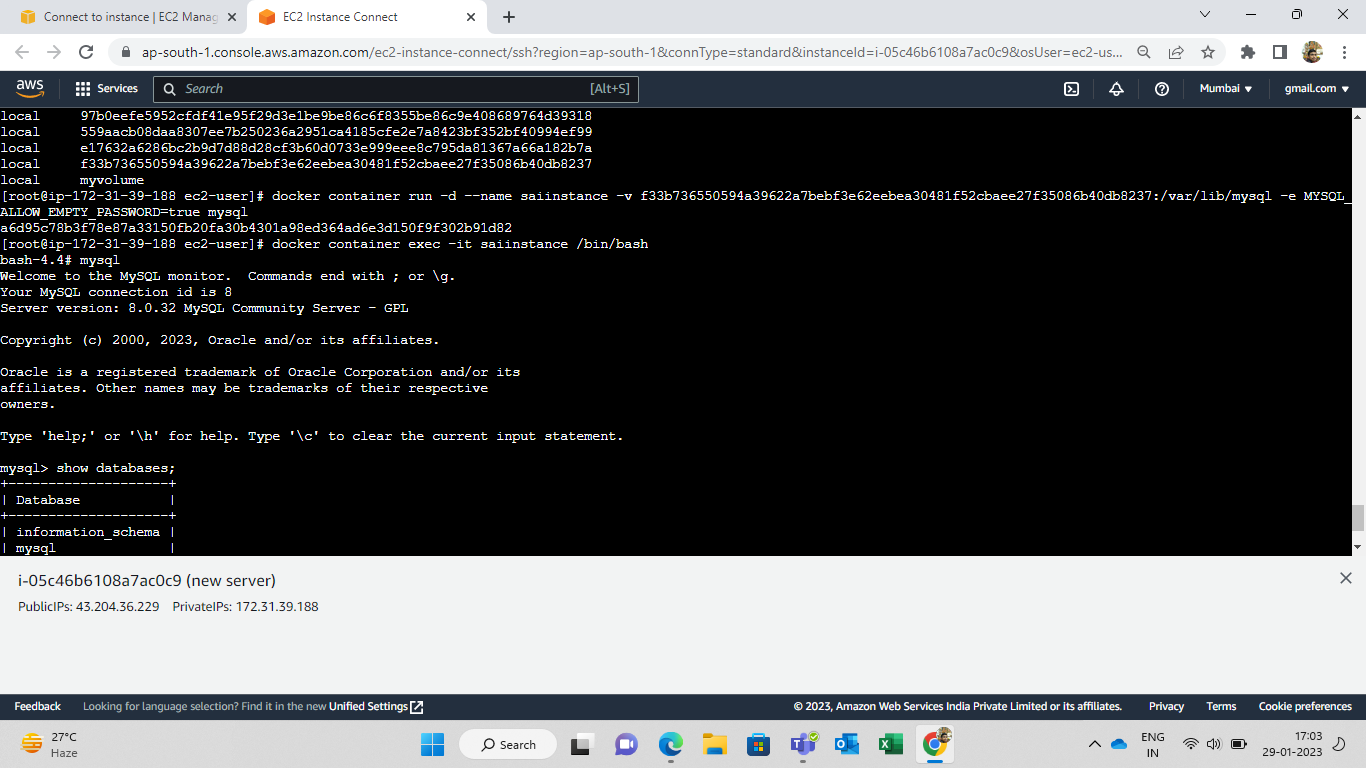 Connect to instance | EC2 Manag
EC2 Instance Connect
ap-south-1.console.aws.amazon.com/ec2-instance-connect/ssh?region=ap-south-1&connType=standard&instanceId=i-05c46b6108a7ac0c9&osUser=ec2-us...
aws Services Search [Alt+S] Mumbai gmail.com
local 97b0eefe5952cfdf41e95f29d3e1be9be86c6f8355be86c9e408689764d39318
local 559aacb08daa8307ee7b250236a2951ca4185cfe2e7a8423bf352bf40994ef99
local e17632a6286bc2b9d7d88d28cf3b60d0733e999eee8c795da81367a66a182b7a
local f33b736550594a39622a7bebf3e62eebea30481f52cbaee27f35086b40db8237
local myvolume
[root@ip-172-31-39-188 ec2-user]# docker container run -d --name saiinstance -v f33b736550594a39622a7bebf3e62eebea30481f52cbaee27f35086b40db8237:/var/lib/mysql -e MYSQL_
ALLOW_EMPTY_PASSWORD=true mysql
a6d95c78b3f78e87a33150fb20fa30b4301a98ed364ad6e3d150f9f302b91d82
[root@ip-172-31-39-188 ec2-user]# docker container exec -it saiinstance /bin/bash
bash-4.4# mysql
Welcome to the MySQL monitor.  Commands end with ; or \g.
Your MySQL connection id is 8
Server version: 8.0.32 MySQL Community Server - GPL
Copyright (c) 2000, 2023, Oracle and/or its affiliates.
Oracle is a registered trademark of Oracle Corporation and/or its
affiliates. Other names may be trademarks of their respective
owners.
Type 'help;' or '\h' for help. Type '\c' to clear the current input statement.
mysql> show databases;
+--------------------+
| Database           |
+--------------------+
| information_schema |
| mysql              |
i-05c46b6108a7ac0c9 (new server)
PublicIPs: 43.204.36.229 PrivateIPs: 172.31.39.188
Feedback Looking for language selection? Find it in the new Unified Settings © 2023, Amazon Web Services India Private Limited or its affiliates. Privacy Terms Cookie preferences
27°C
Haze
Search
ENG
IN
17:03
29-01-2023